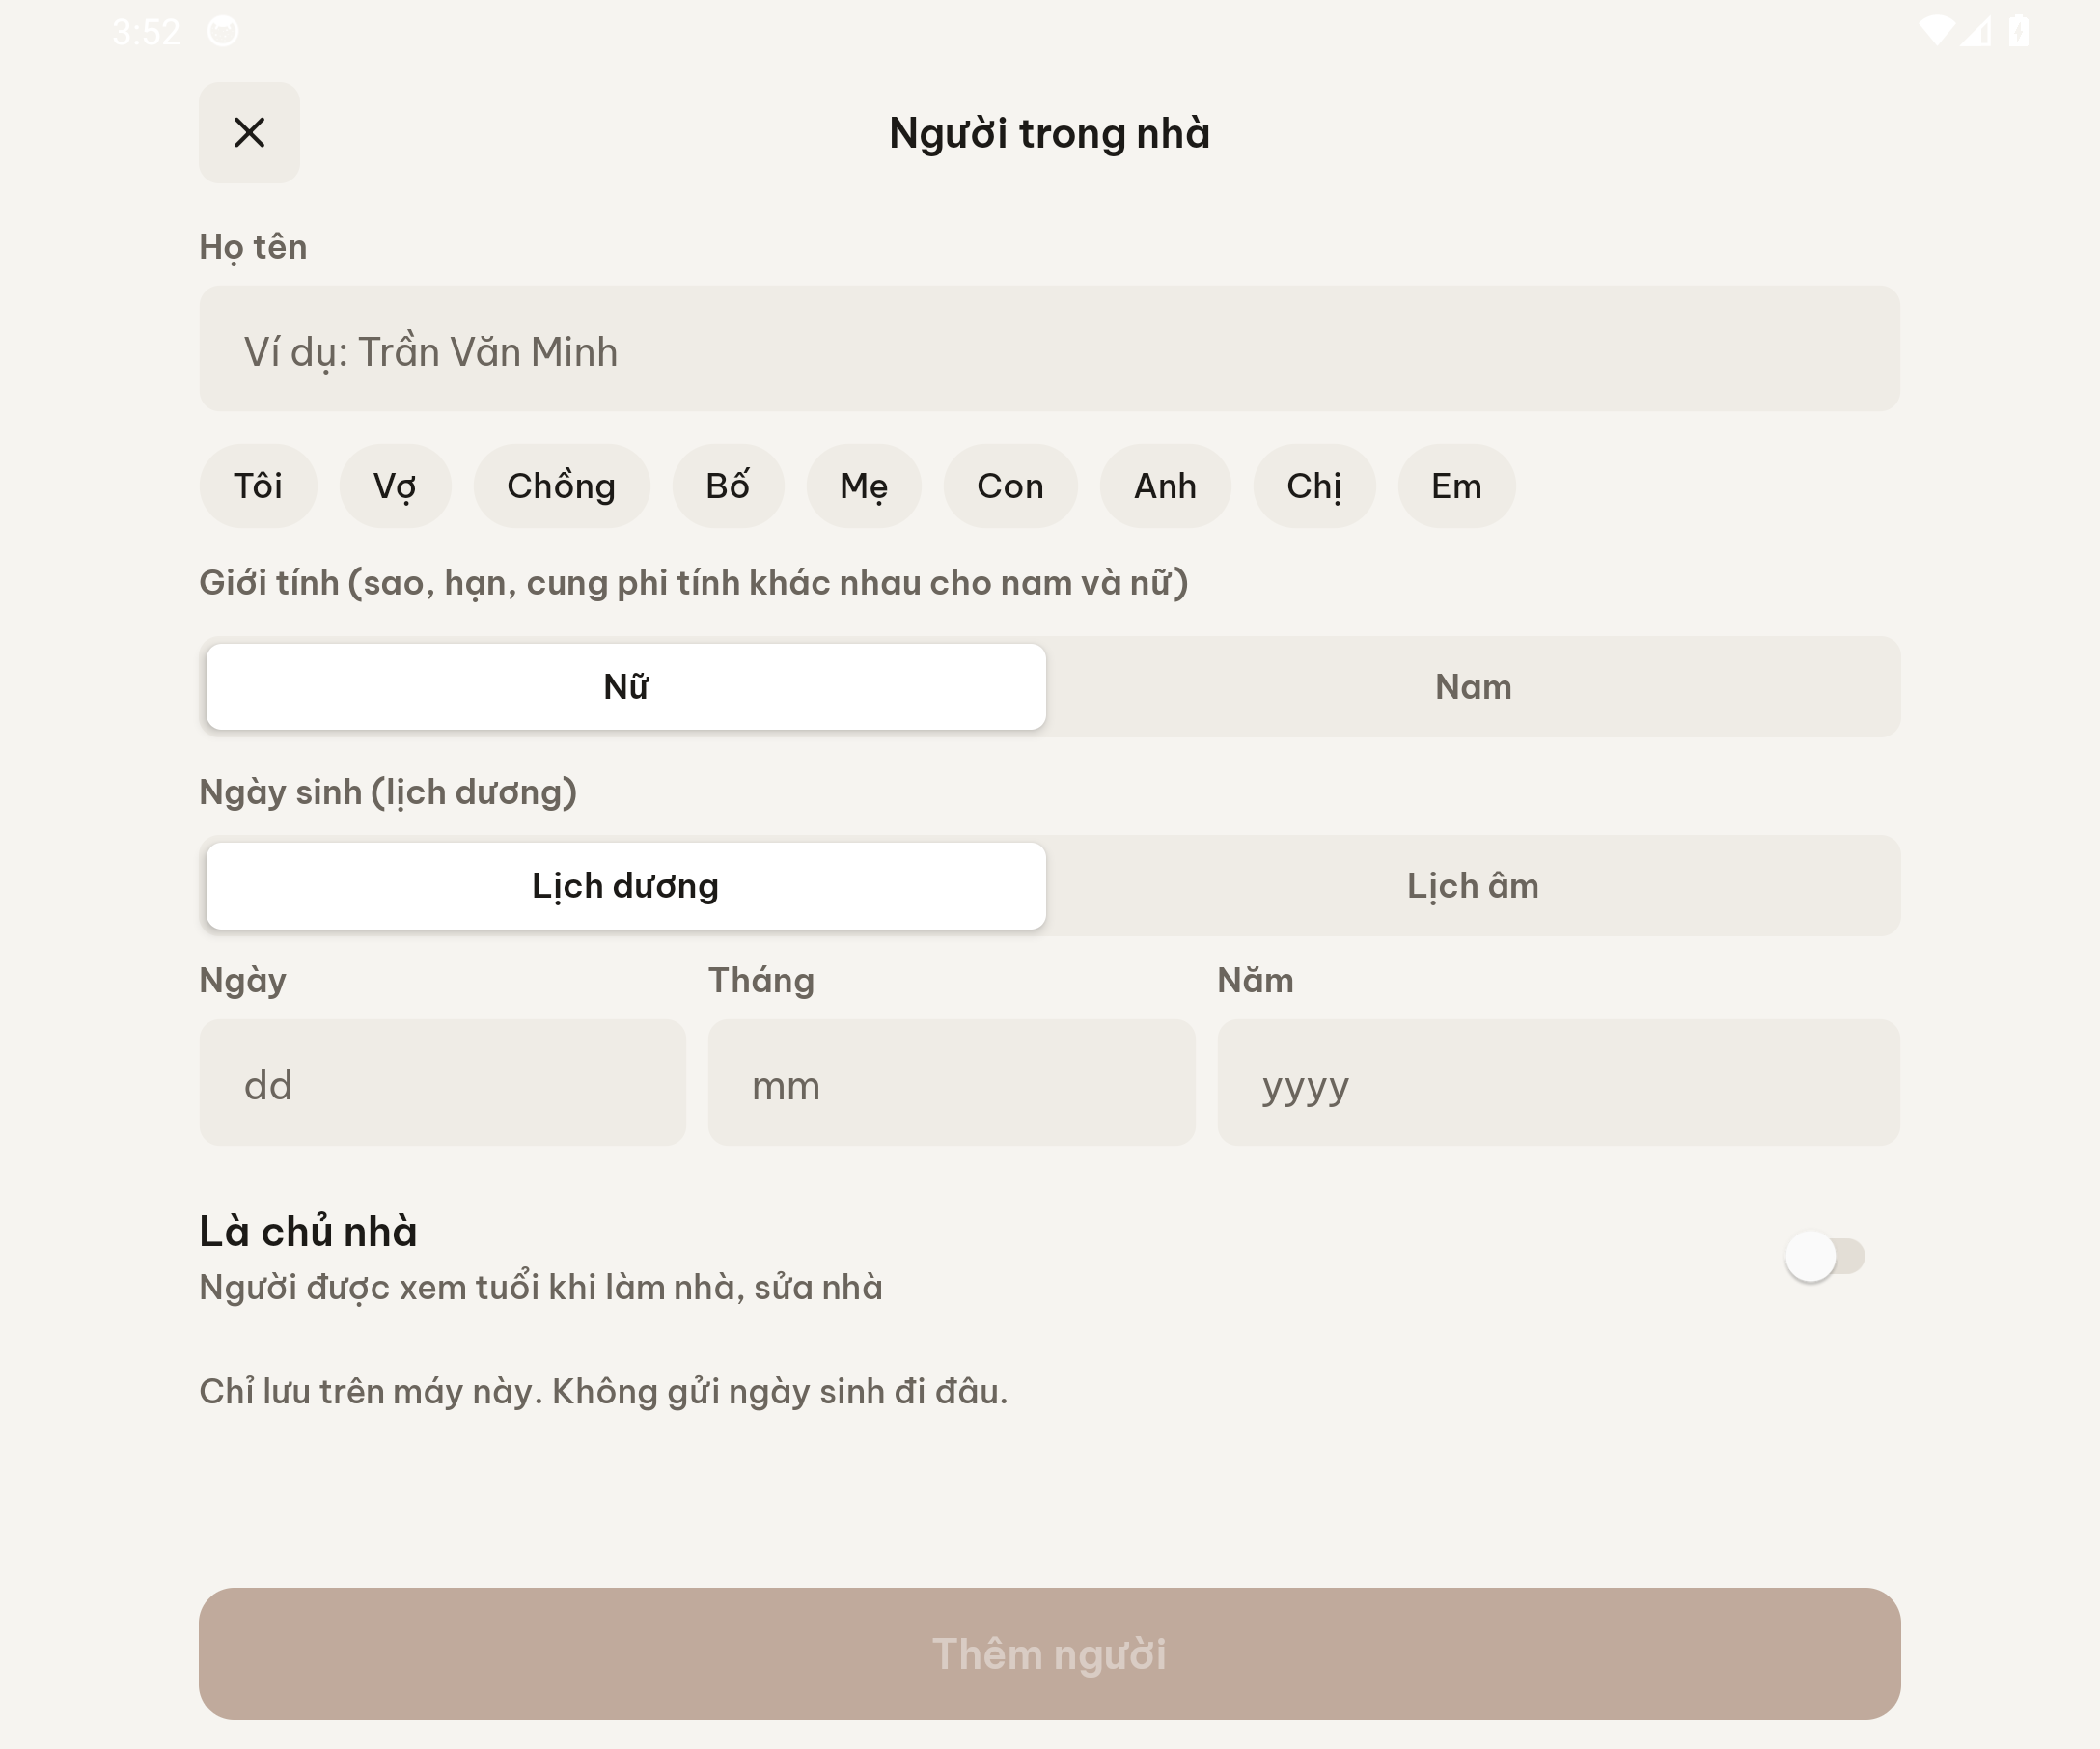 3:52
Người trong nhà
Họ tên
Ví dụ: Trần Văn Minh
Tôi Vợ Chồng Bố Mẹ Con Anh Chị Em
Giới tính (sao, hạn, cung phi tính khác nhau cho nam và nữ)
Nữ Nam
Ngày sinh (lịch dương)
Lịch dương Lịch âm
Ngày Tháng Năm
dd mm yyyy
Là chủ nhà
Người được xem tuổi khi làm nhà, sửa nhà
Chỉ lưu trên máy này. Không gửi ngày sinh đi đâu.
Thêm người